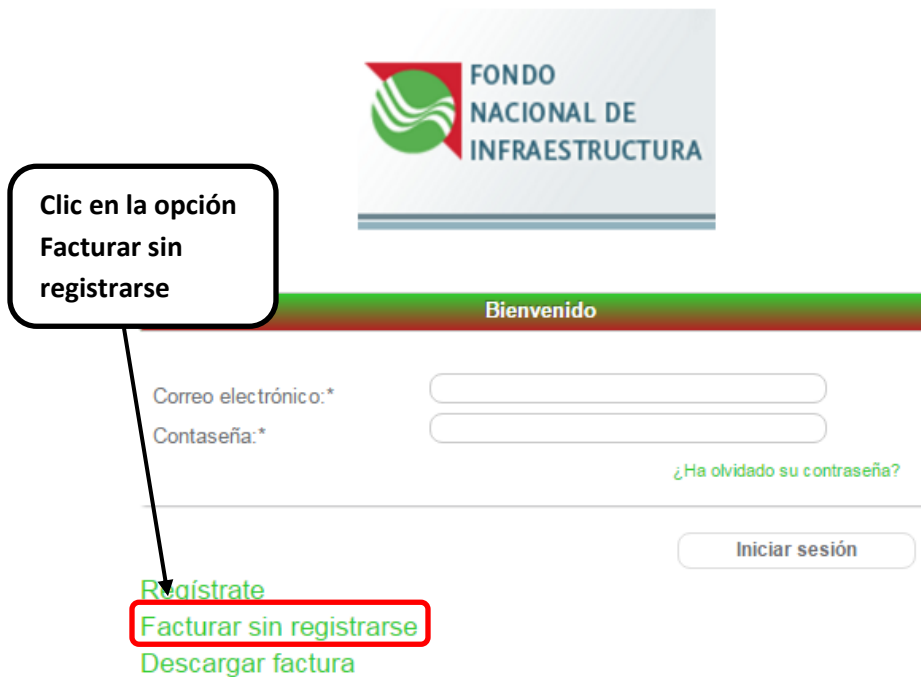 FONDO
NACIONAL DE
INFRAESTRUCTURA
Clic en la opción
Facturar sin
registrarse
Bienvenido
Correo electrónico:*
Contaseña:*
¿Ha olvidado su contraseña?
Iniciar sesión
Regístrate
Facturar sin registrarse
Descargar factura